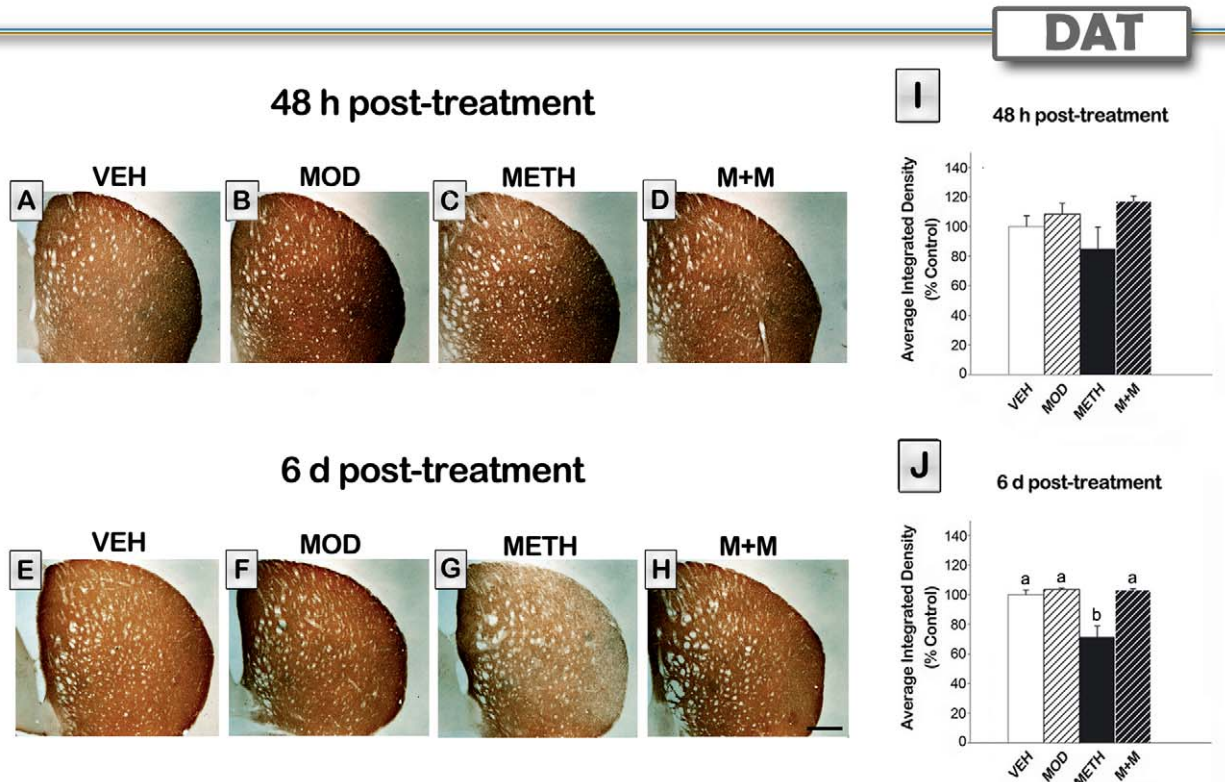 DAT
48 h post-treatment
VEH
MOD
METH
M+M
A
B
C
D
6 d post-treatment
VEH
MOD
METH
M+M
E
F
G
H
I
48 h post-treatment
Average Integrated Density
(% Control)
140
120
100
80
60
40
20
0
VEH
MOD
METH
M+M
J
6 d post-treatment
Average Integrated Density
(% Control)
140
120
100
80
60
40
20
0
a
a
b
a
VEH
MOD
METH
M+M